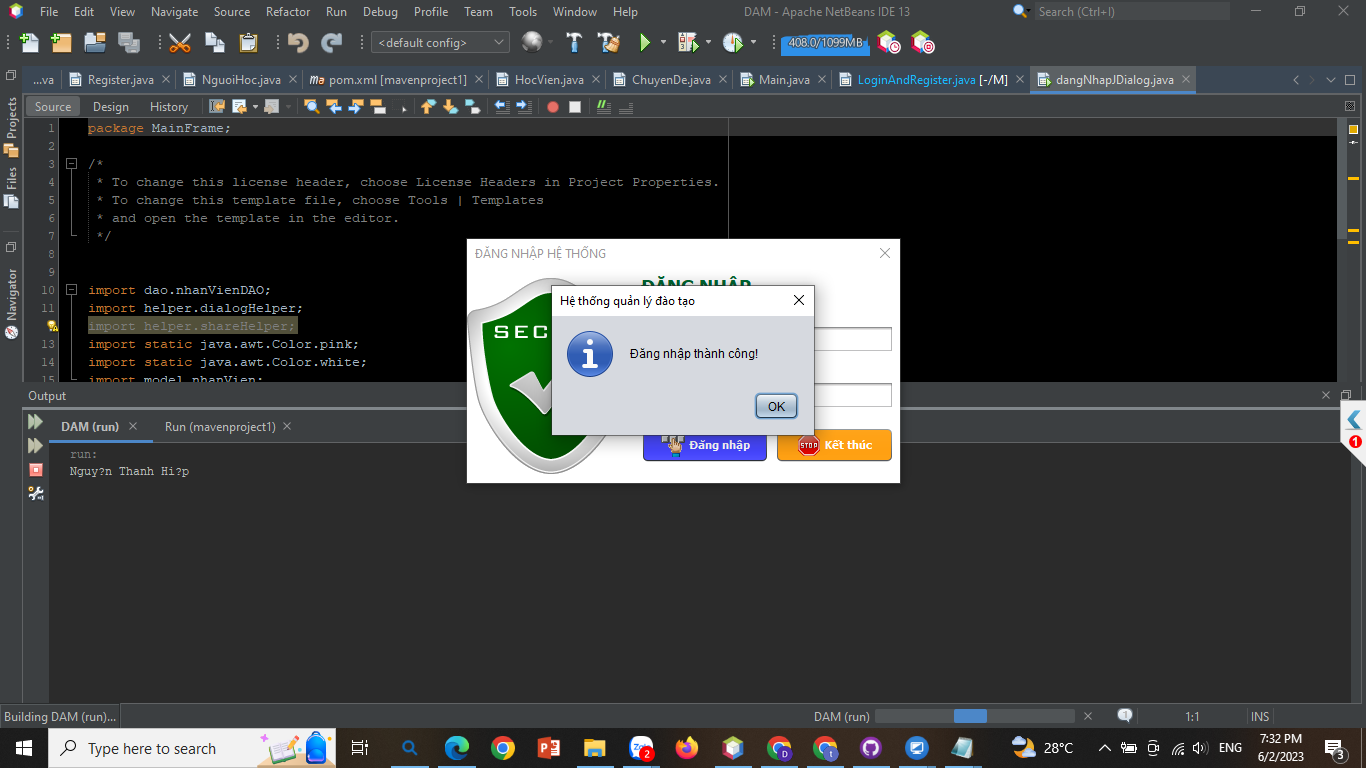 File Edit View Navigate Source Refactor Run Debug Profile Team Tools Window Help
DAM - Apache NetBeans IDE 13
Search (Ctrl+I)
<default config>
408.0/1099MB
...va
Register.java
NguoiHoc.java
pom.xml [mavenproject1]
HocVien.java
ChuyenDe.java
Main.java
LoginAndRegister.java [-/M]
dangNhapJDialog.java
Source Design History
Projects
Files
Navigator
1 package MainFrame;
2
3 /*
4 * To change this license header, choose License Headers in Project Properties.
5 * To change this template file, choose Tools | Templates
6 * and open the template in the editor.
7 */
8
9
10 import dao.nhanVienDAO;
11 import helper.dialogHelper;
import helper.shareHelper;
13 import static java.awt.Color.pink;
14 import static java.awt.Color.white;
15 import model.nhanVien;
ĐĂNG NHẬP HỆ THỐNG
ĐĂNG NHẬP
SEC
Hệ thống quản lý đào tạo
Đăng nhập thành công!
OK
Đăng nhập
STOP
Kết thúc
Output
DAM (run)
Run (mavenproject1)
run:
Nguy?n Thanh Hi?p
1
Building DAM (run)...
DAM (run)
1
1:1
INS
Type here to search
2
D
t
28°C
ENG
7:32 PM
6/2/2023
3